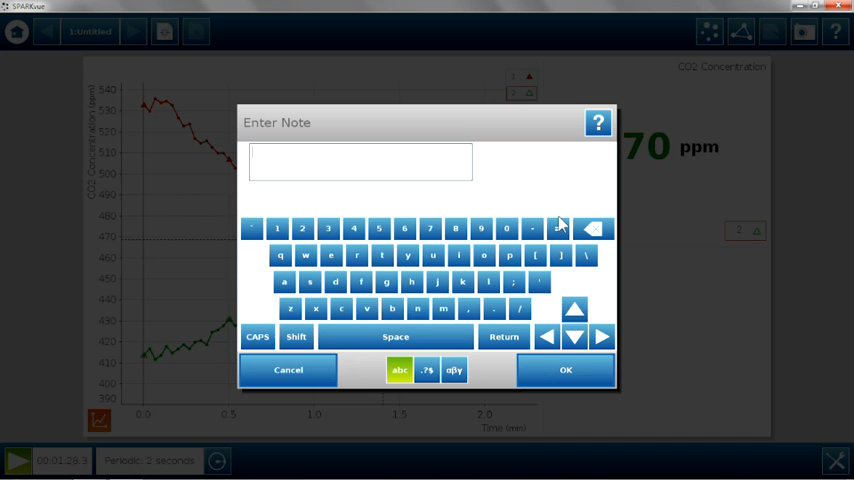 SPARKvue
1:Untitled
?
CO2 Concentration
540
530
520
510
500
490
480
470
460
450
440
430
420
410
400
390
CO2 Concentration (ppm)
1
2
70 ppm
2
Enter Note
?
` 1 2 3 4 5 6 7 8 9 0 - =
q w e r t y u i o p [ ] \
a s d f g h j k l ; '
z x c v b n m , . /
CAPS Shift Space Return
Cancel abc .?$ αβγ OK
0.0 0.5 1.5 2.0
Time (min)
00:01:28.3 Periodic: 2 seconds